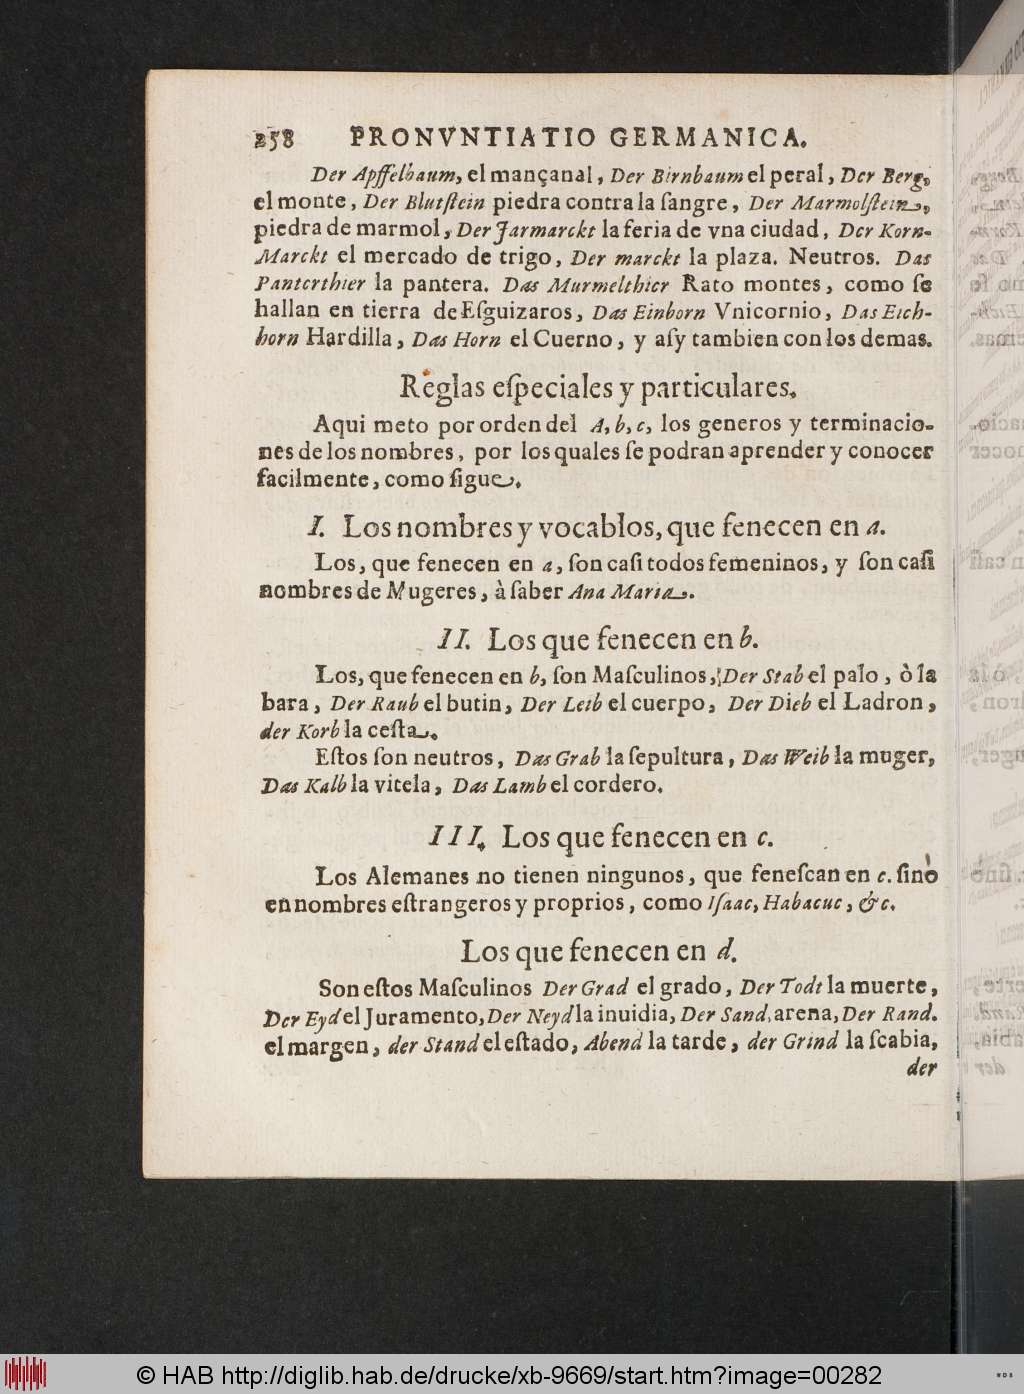 258 PRONVNTIATIO GERMANICA.
Der Apffelbaum, el mançanal, Der Birnbaum el peral, Der Berg,
el monte, Der Blutſtein piedra contra la ſangre, Der Marmolſtein,
piedra de marmol, Der Jarmarckt la feria de vna ciudad, Der Korn-
Marckt el mercado de trigo, Der marckt la plaza. Neutros. Das
Panterthier la pantera. Das Murmelthier Rato montes, como ſe
hallan en tierra de Eſguizaros, Das Einhorn Vnicornio, Das Eich-
horn Hardilla, Das Horn el Cuerno, y aſy tambien con los demas.
Reglas eſpeciales y particulares.
Aqui meto por orden del A, b, c, los generos y terminacio-
nes de los nombres, por los quales ſe podran aprender y conocer
facilmente, como ſigue.
I. Los nombres y vocablos, que fenecen en a.
Los, que fenecen en a, ſon caſi todos femeninos, y ſon caſi
nombres de Mugeres, à ſaber Ana Maria.
II. Los que fenecen en b.
Los, que fenecen en b, ſon Maſculinos, Der Stab el palo, ò la
bara, Der Raub el butin, Der Leib el cuerpo, Der Dieb el Ladron,
der Korb la ceſta.
Eſtos ſon neutros, Das Grab la ſepultura, Das Weib la muger,
Das Kalb la vitela, Das Lamb el cordero.
III. Los que fenecen en c.
Los Alemanes no tienen ningunos, que feneſcan en c. ſinò
en nombres eſtrangeros y proprios, como Iſaac, Habacuc, &c.
Los que fenecen en d.
Son eſtos Maſculinos Der Grad el grado, Der Todt la muerte,
Der Eyd el Juramento, Der Neyd la inuidia, Der Sand, arena, Der Rand.
el margen, der Stand el eſtado, Abend la tarde, der Grind la ſcabia,
der
© HAB http://diglib.hab.de/drucke/xb-9669/start.htm?image=00282